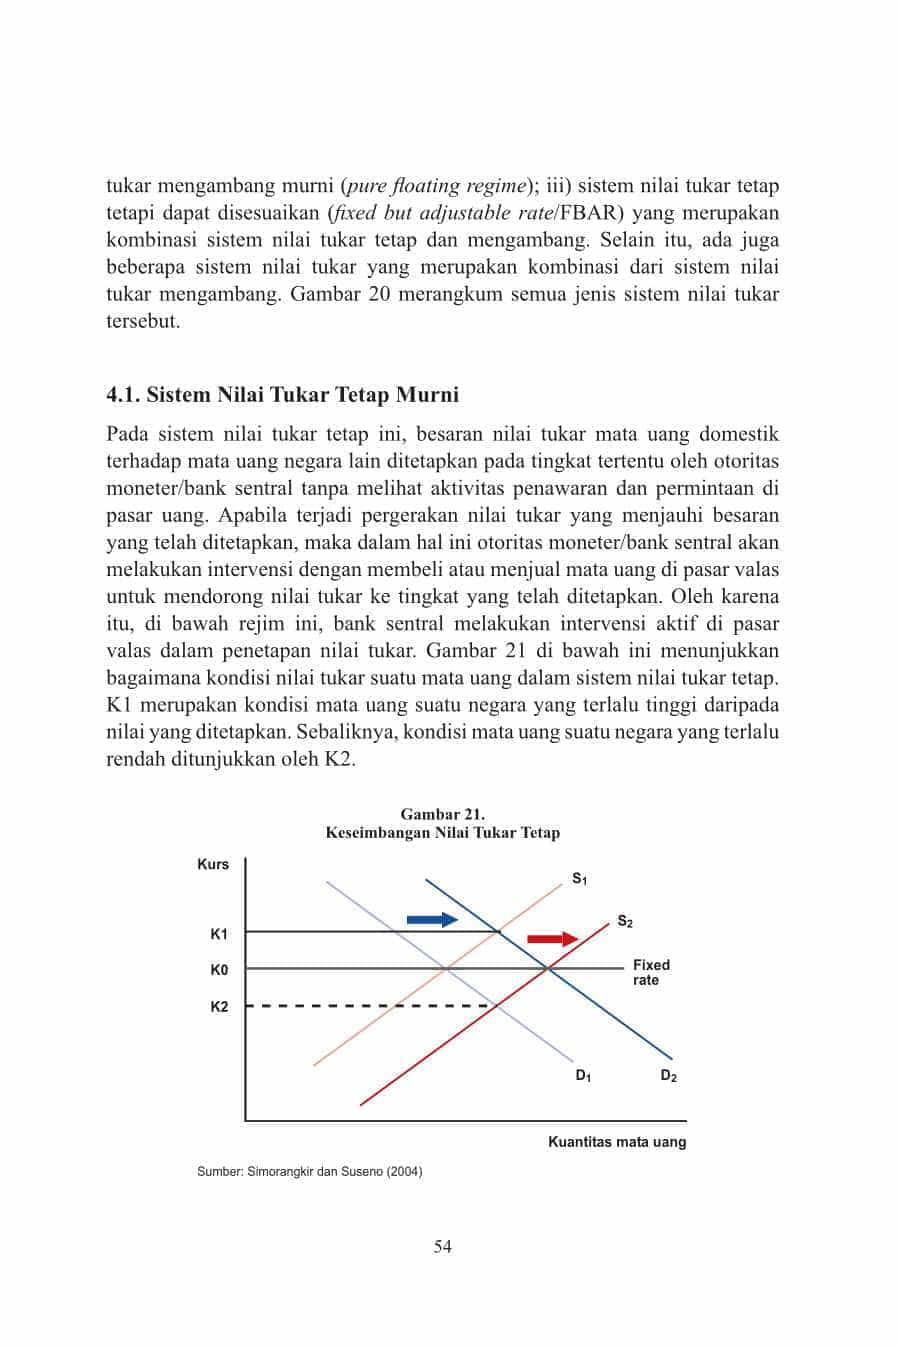 tukar mengambang murni (pure floating regime); iii) sistem nilai tukar tetap
tetapi dapat disesuaikan (fixed but adjustable rate/FBAR) yang merupakan
kombinasi sistem nilai tukar tetap dan mengambang. Selain itu, ada juga
beberapa sistem nilai tukar yang merupakan kombinasi dari sistem nilai
tukar mengambang. Gambar 20 merangkum semua jenis sistem nilai tukar
tersebut.
4.1. Sistem Nilai Tukar Tetap Murni
Pada sistem nilai tukar tetap ini, besaran nilai tukar mata uang domestik
terhadap mata uang negara lain ditetapkan pada tingkat tertentu oleh otoritas
moneter/bank sentral tanpa melihat aktivitas penawaran dan permintaan di
pasar uang. Apabila terjadi pergerakan nilai tukar yang menjauhi besaran
yang telah ditetapkan, maka dalam hal ini otoritas moneter/bank sentral akan
melakukan intervensi dengan membeli atau menjual mata uang di pasar valas
untuk mendorong nilai tukar ke tingkat yang telah ditetapkan. Oleh karena
itu, di bawah rejim ini, bank sentral melakukan intervensi aktif di pasar
valas dalam penetapan nilai tukar. Gambar 21 di bawah ini menunjukkan
bagaimana kondisi nilai tukar suatu mata uang dalam sistem nilai tukar tetap.
K1 merupakan kondisi mata uang suatu negara yang terlalu tinggi daripada
nilai yang ditetapkan. Sebaliknya, kondisi mata uang suatu negara yang terlalu
rendah ditunjukkan oleh K2.
Gambar 21.
Keseimbangan Nilai Tukar Tetap
Kurs
S1
S2
K1
K0
Fixed
rate
K2
D1
D2
Kuantitas mata uang
Sumber: Simorangkir dan Suseno (2004)
54